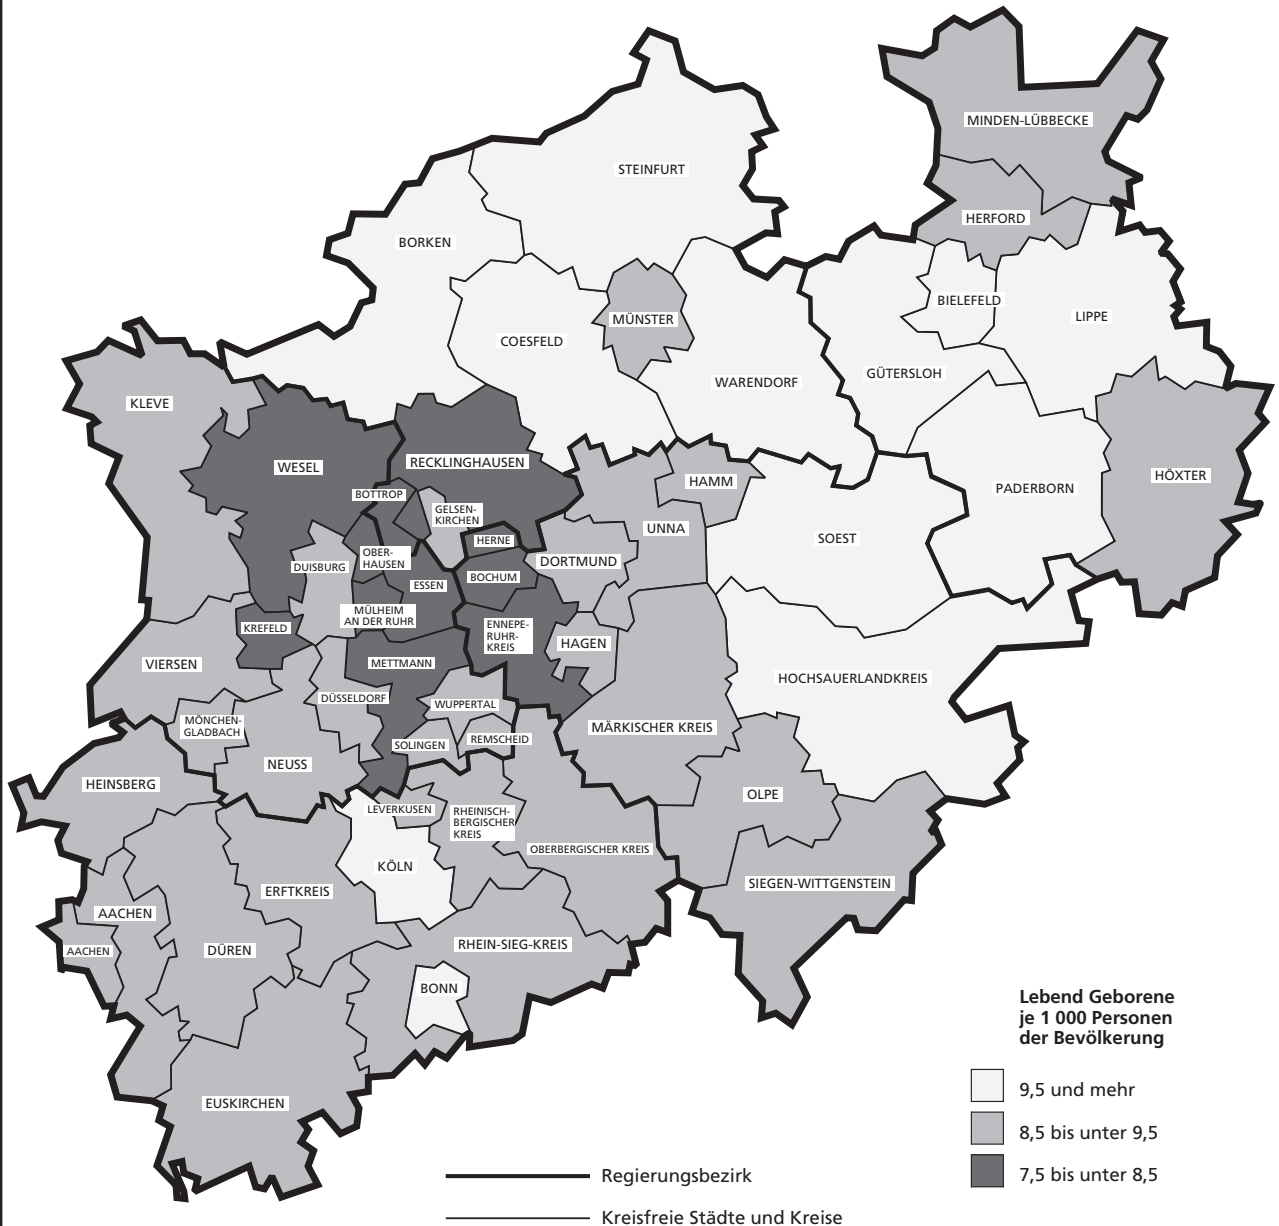 MINDEN-LÜBBECKE
STEINFURT
HERFORD
BORKEN
BIELEFELD
LIPPE
MÜNSTER
COESFELD
GÜTERSLOH
WARENDORF
KLEVE
WESEL
RECKLINGHAUSEN
HÖXTER
HAMM
PADERBORN
BOTTROP
GELSEN-
KIRCHEN
UNNA
SOEST
HERNE
OBER-
HAUSEN
DORTMUND
DUISBURG
BOCHUM
ESSEN
MÜLHEIM
AN DER RUHR
KREFELD
ENNEPE-
RUHR-
KREIS
HAGEN
VIERSEN
METTMANN
HOCHSAUERLANDKREIS
DÜSSELDORF
WUPPERTAL
MÖNCHEN-
GLADBACH
MÄRKISCHER KREIS
SOLINGEN
REMSCHEID
NEUSS
HEINSBERG
OLPE
LEVERKUSEN
RHEINISCH-
BERGISCHER
KREIS
OBERBERGISCHER KREIS
KÖLN
SIEGEN-WITTGENSTEIN
ERFTKREIS
AACHEN
RHEIN-SIEG-KREIS
AACHEN
DÜREN
BONN
EUSKIRCHEN
Lebend Geborene
je 1 000 Personen
der Bevölkerung
9,5 und mehr
8,5 bis unter 9,5
7,5 bis unter 8,5
Regierungsbezirk
Kreisfreie Städte und Kreise